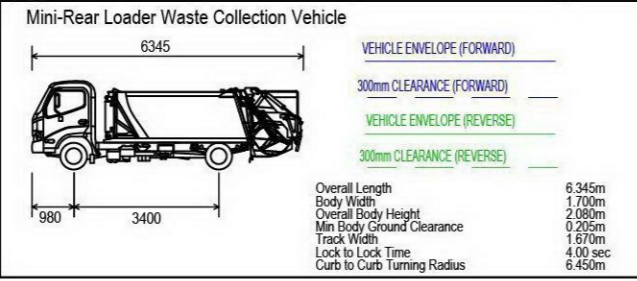 Mini-Rear Loader Waste Collection Vehicle
6345
VEHICLE ENVELOPE (FORWARD)
300mm CLEARANCE (FORWARD)
VEHICLE ENVELOPE (REVERSE)
300mm CLEARANCE (REVERSE)
980
3400
Overall Length 6.345m
Body Width 1.700m
Overall Body Height 2.080m
Min Body Ground Clearance 0.205m
Track Width 1.670m
Lock to Lock Time 4.00 sec
Curb to Curb Turning Radius 6.450m